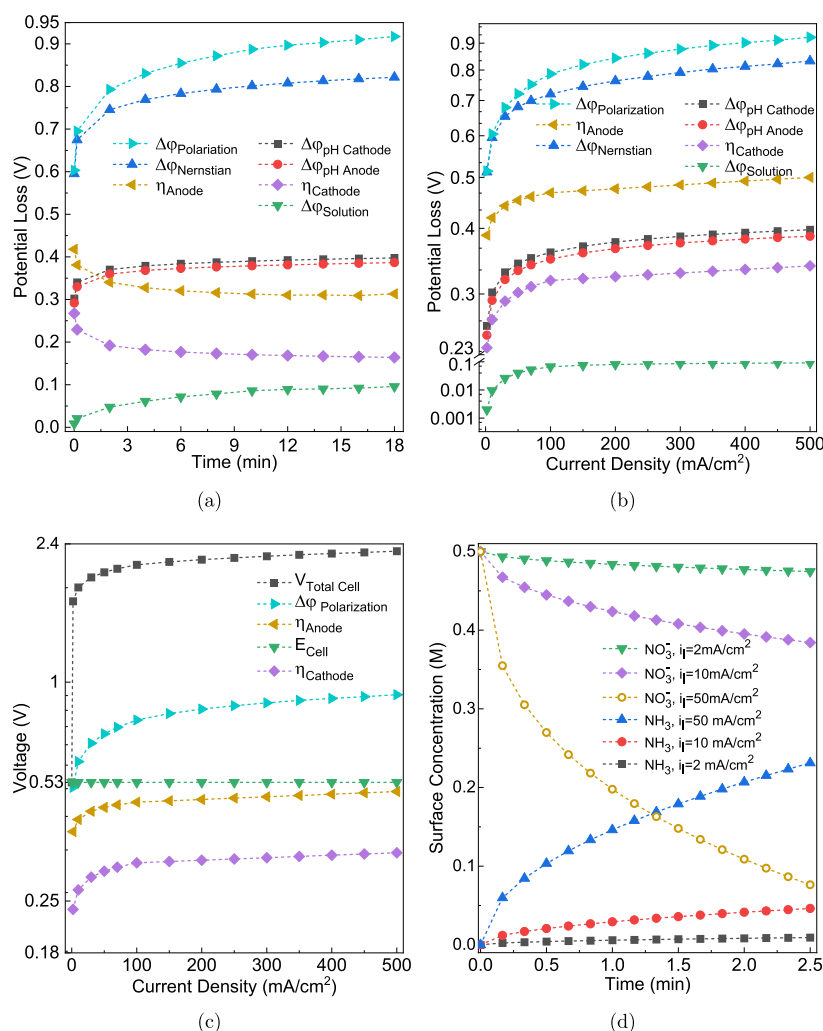 0.95
0.9
0.8
0.7
0.6
0.5
0.4
0.3
0.2
0.1
0.0
Potential Loss (V)
Δφ_Polariation
Δφ_Nernstian
η_Anode
Δφ_pH Cathode
Δφ_pH Anode
η_Cathode
Δφ_Solution
0 3 6 9 12 15 18
Time (min)
(a)
0.9
0.8
0.7
0.6
0.5
0.4
0.3
0.23
0.1
0.01
0.001
Potential Loss (V)
Δφ_Polarization
η_Anode
Δφ_Nernstian
Δφ_pH Cathode
Δφ_pH Anode
η_Cathode
Δφ_Solution
0 100 200 300 400 500
Current Density (mA/cm²)
(b)
2.4
1
0.53
0.25
0.18
Voltage (V)
V_Total Cell
Δφ_Polarization
η_Anode
E_Cell
η_Cathode
0 100 200 300 400 500
Current Density (mA/cm²)
(c)
0.5
0.4
0.3
0.2
0.1
0.0
Surface Concentration (M)
NO₃⁻, i_l=2mA/cm²
NO₃⁻, i_l=10mA/cm²
NO₃⁻, i_l=50mA/cm²
NH₃, i_l=50 mA/cm²
NH₃, i_l=10 mA/cm²
NH₃, i_l=2 mA/cm²
0.0 0.5 1.0 1.5 2.0 2.5
Time (min)
(d)